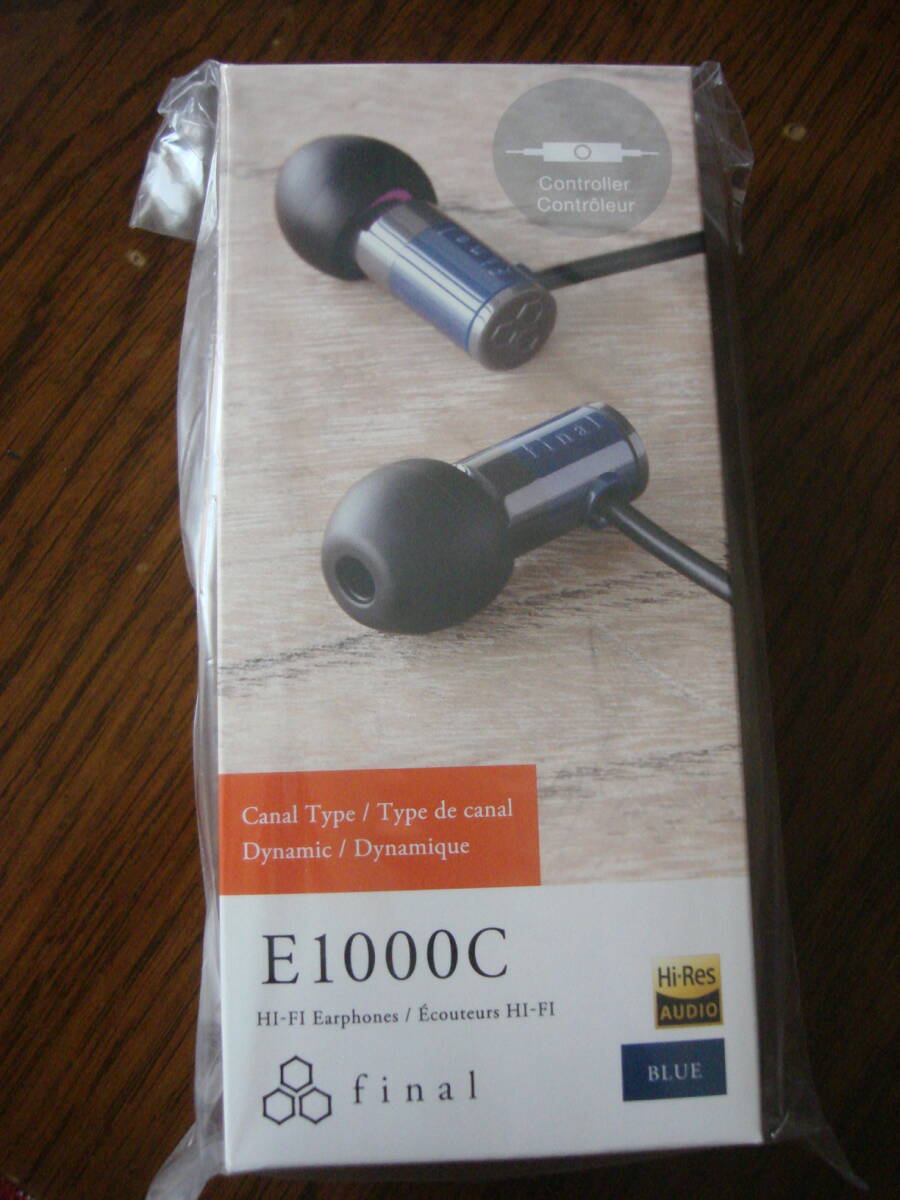 Controller
Contrôleur
final
final
Canal Type / Type de canal
Dynamic / Dynamique
E1000C
HI-FI Earphones / Écouteurs HI-FI
Hi-Res
AUDIO
BLUE
final